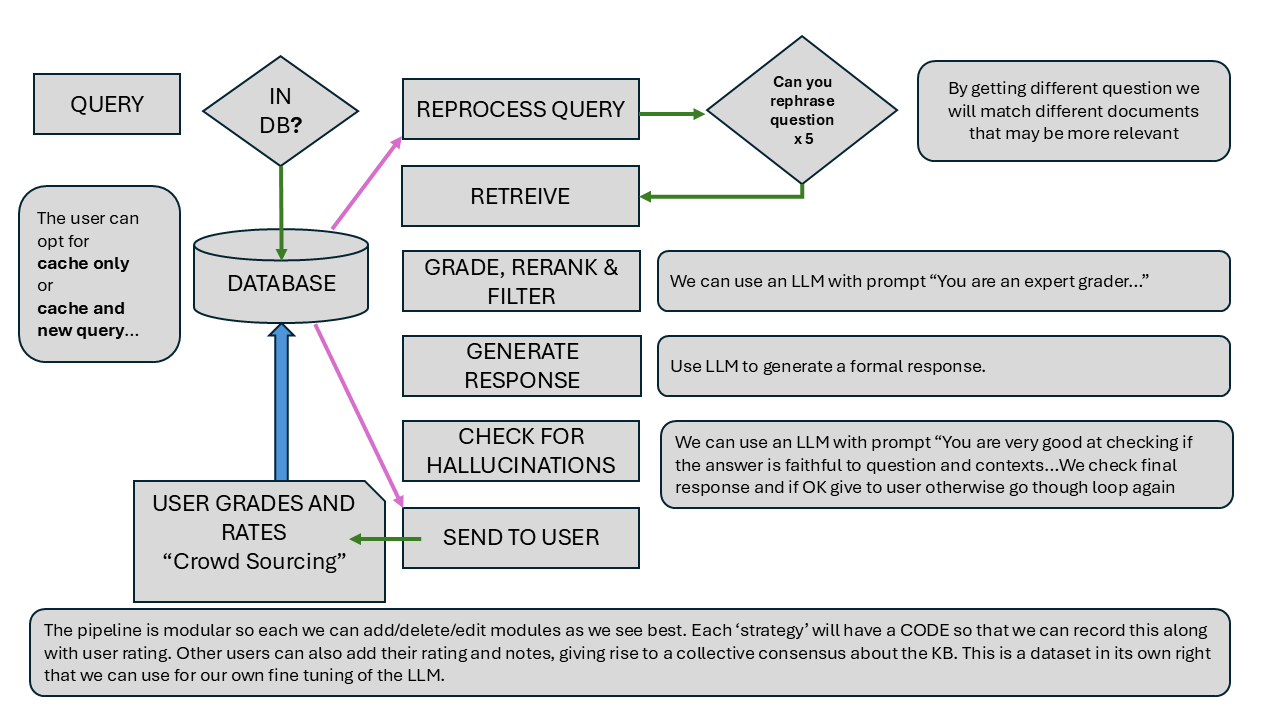 QUERY
IN
DB?
REPROCESS QUERY
Can you
rephrase
question
x 5
By getting different question we
will match different documents
that may be more relevant
The user can
opt for
cache only
or
cache and
new query…
DATABASE
RETREIVE
GRADE, RERANK &
FILTER
We can use an LLM with prompt “You are an expert grader…”
GENERATE
RESPONSE
Use LLM to generate a formal response.
CHECK FOR
HALLUCINATIONS
We can use an LLM with prompt “You are very good at checking if
the answer is faithful to question and contexts…We check final
response and if OK give to user otherwise go though loop again
USER GRADES AND
RATES
“Crowd Sourcing”
SEND TO USER
The pipeline is modular so each we can add/delete/edit modules as we see best. Each ‘strategy’ will have a CODE so that we can record this along
with user rating. Other users can also add their rating and notes, giving rise to a collective consensus about the KB. This is a dataset in its own right
that we can use for our own fine tuning of the LLM.